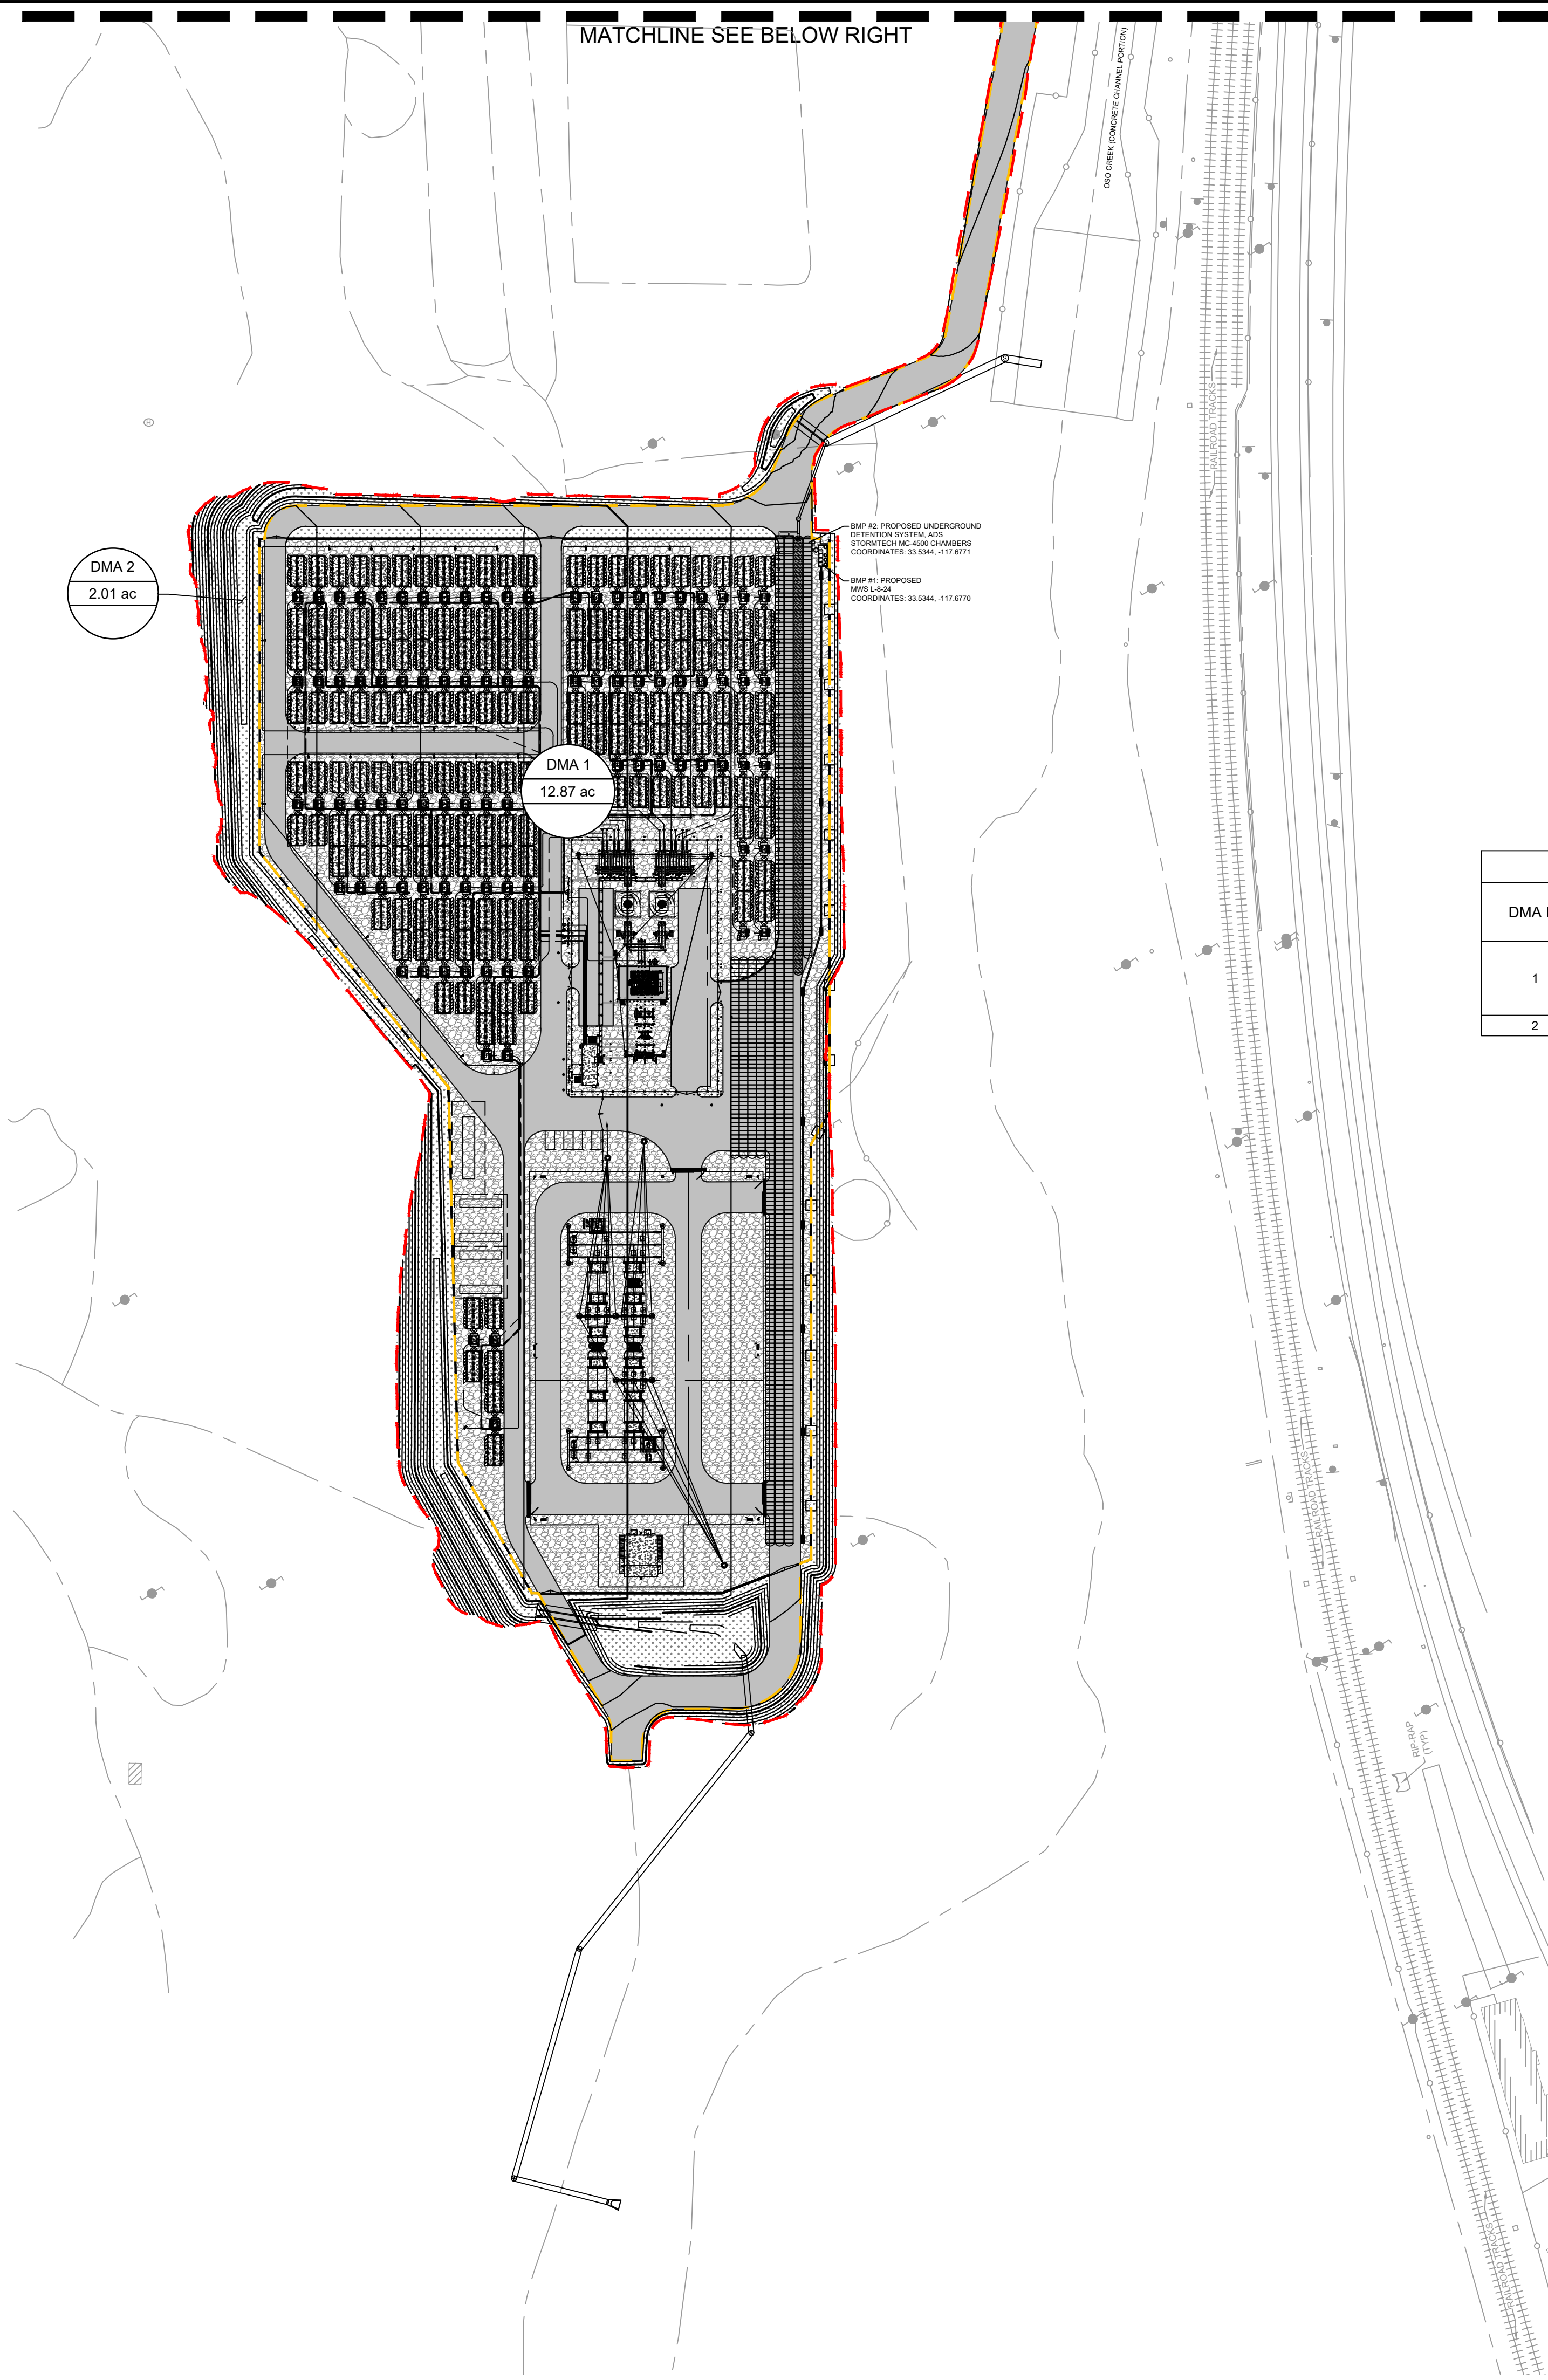 MATCHLINE SEE BELOW RIGHT
OSO CREEK (CONCRETE CHANNEL PORTION)
RAILROAD TRACKS
BMP #2: PROPOSED UNDERGROUND
DETENTION SYSTEM, ADS
STORMTECH MC-4500 CHAMBERS
COORDINATES: 33.5344, -117.6771
BMP #1: PROPOSED
MWS L-8-24
COORDINATES: 33.5344, -117.6770
DMA 2
2.01 ac
DMA 1
12.87 ac
DMA
1
2
RAILROAD TRACKS
RIP-RAP
(TYP)
RAILROAD TRACKS